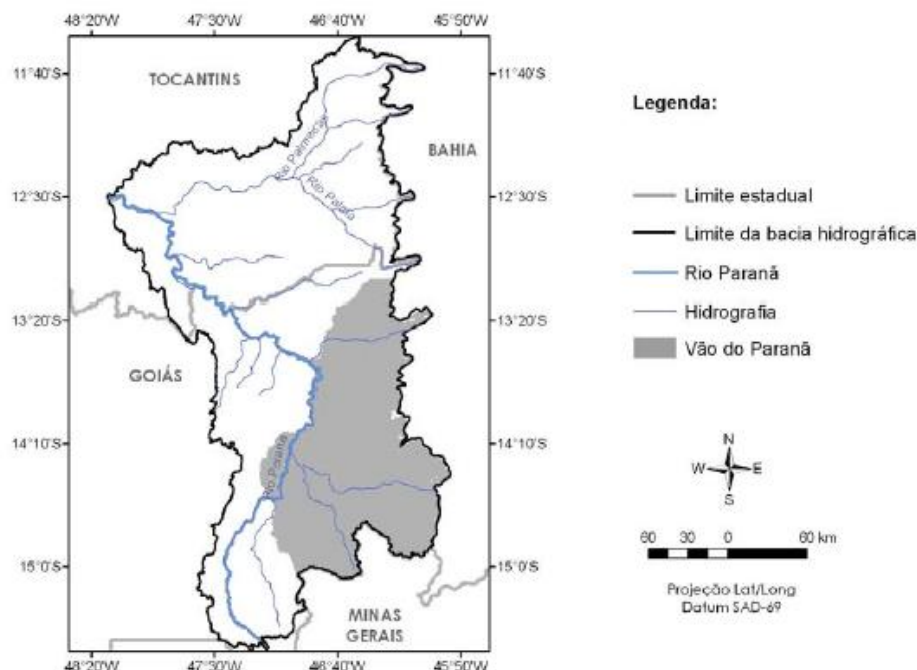 48°20'W 47°30'W 46°40'W 45°50'W
11°40'S 11°40'S
TOCANTINS
Legenda:
Rio Palmeiras
BAHIA
Rio Palata
12°30'S 12°30'S
Limite estadual
Limite da bacia hidrográfica
Rio Paranã
13°20'S 13°20'S
Hidrografia
Vão do Paranã
GOIÁS
14°10'S 14°10'S
Rio Paranã
N
W E
S
60 30 0 60 km
15°0'S 15°0'S
Projeção Lat/Long
Datum SAD-69
MINAS
GERAIS
48°20'W 47°30'W 46°40'W 45°50'W